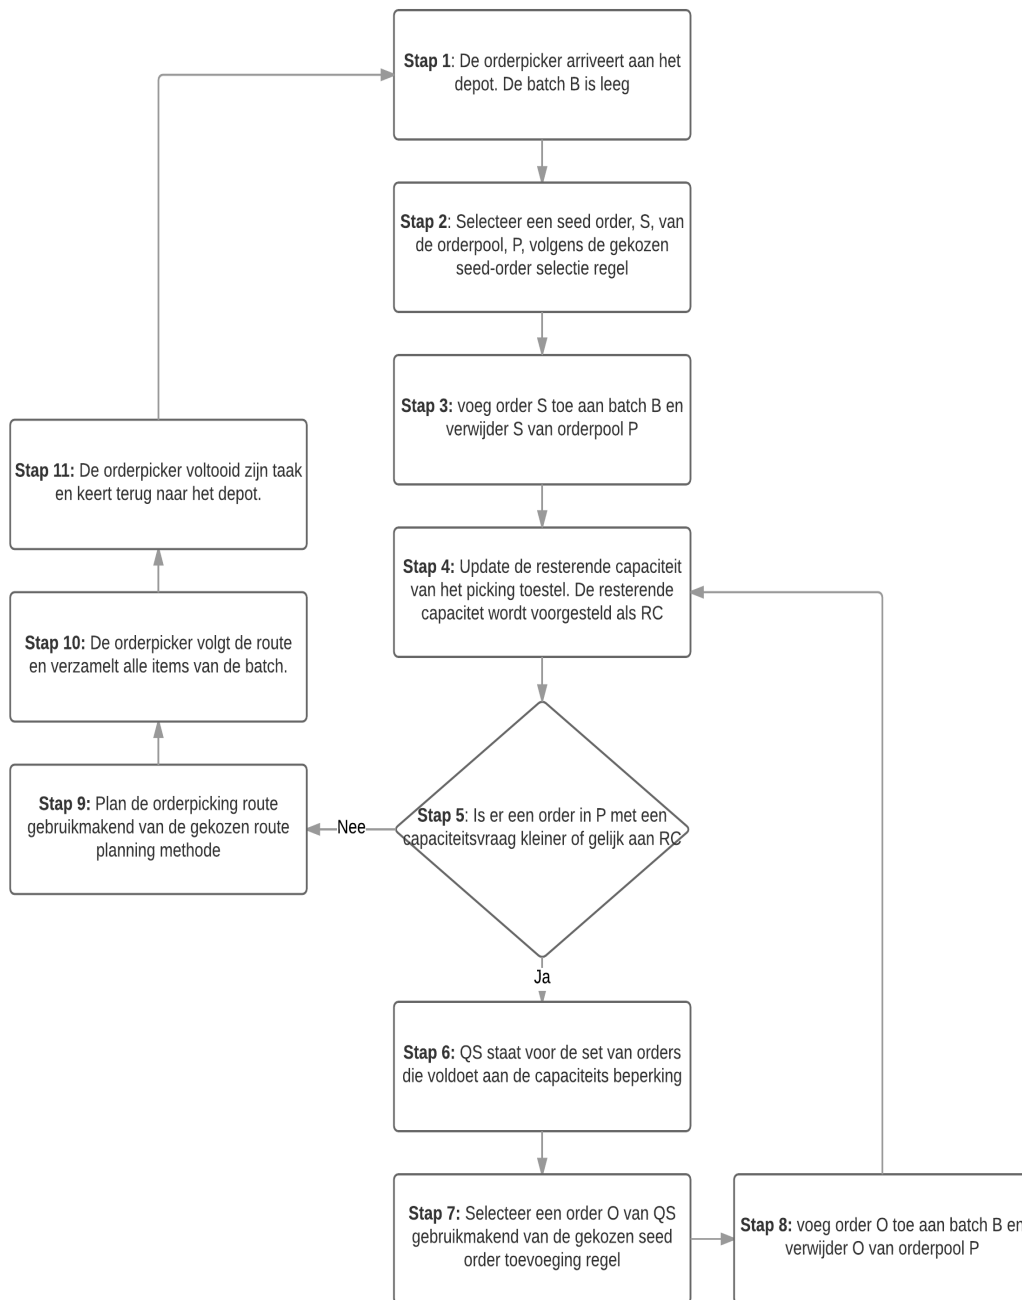 Stap 1: De orderpicker arriveert aan het
depot. De batch B is leeg
Stap 2: Selecteer een seed order, S, van
de orderpool, P, volgens de gekozen
seed-order selectie regel
Stap 3: voeg order S toe aan batch B en
verwijder S van orderpool P
Stap 4: Update de resterende capaciteit
van het picking toestel. De resterende
capacitet wordt voorgesteld als RC
Stap 5: Is er een order in P met een
capaciteitsvraag kleiner of gelijk aan RC
Ja
Stap 6: QS staat voor de set van orders
die voldoet aan de capaciteits beperking
Stap 7: Selecteer een order O van QS
gebruikmakend van de gekozen seed
order toevoeging regel
Stap 8: voeg order O toe aan batch B en
verwijder O van orderpool P
Nee
Stap 9: Plan de orderpicking route
gebruikmakend van de gekozen route
planning methode
Stap 10: De orderpicker volgt de route
en verzamelt alle items van de batch.
Stap 11: De orderpicker voltooid zijn taak
en keert terug naar het depot.